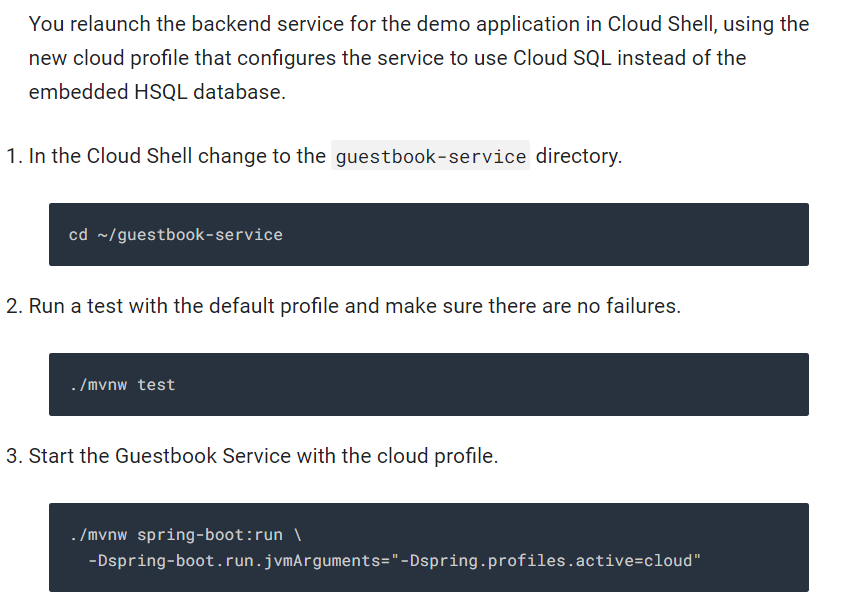 You relaunch the backend service for the demo application in Cloud Shell, using the
new cloud profile that configures the service to use Cloud SQL instead of the
embedded HSQL database.
1. In the Cloud Shell change to the guestbook-service directory.
cd ~/guestbook-service
2. Run a test with the default profile and make sure there are no failures.
./mvnw test
3. Start the Guestbook Service with the cloud profile.
./mvnw spring-boot:run \
-Dspring-boot.run.jvmArguments="-Dspring.profiles.active=cloud"